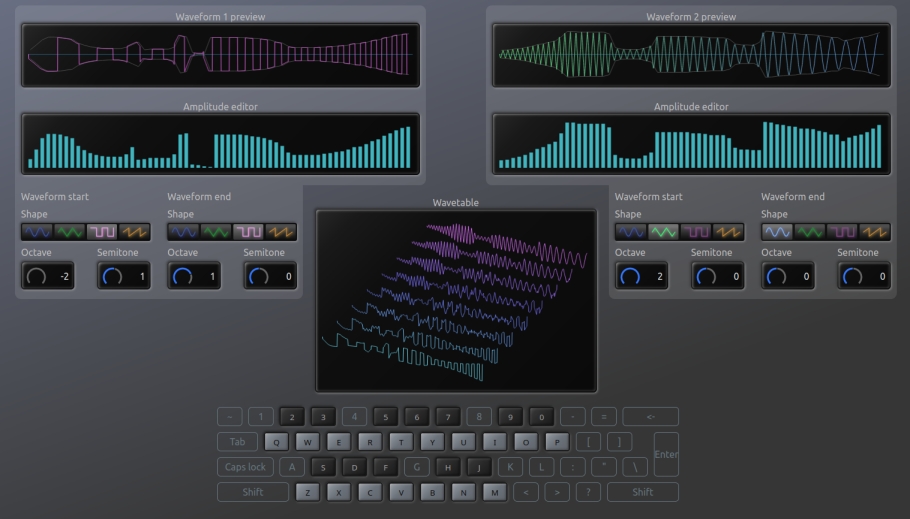 Waveform 1 preview
Waveform 2 preview
Amplitude editor
Amplitude editor
Waveform start
Waveform end
Shape
Shape
Octave
Semitone
Octave
Semitone
-2
1
1
0
Wavetable
Waveform start
Waveform end
Shape
Shape
Octave
Semitone
Octave
Semitone
2
0
0
0
~ 1 2 3 4 5 6 7 8 9 0 - = <-
Tab Q W E R T Y U I O P [ ]
Enter
Caps lock A S D F G H J K L : " \
Shift Z X C V B N M < > ? Shift